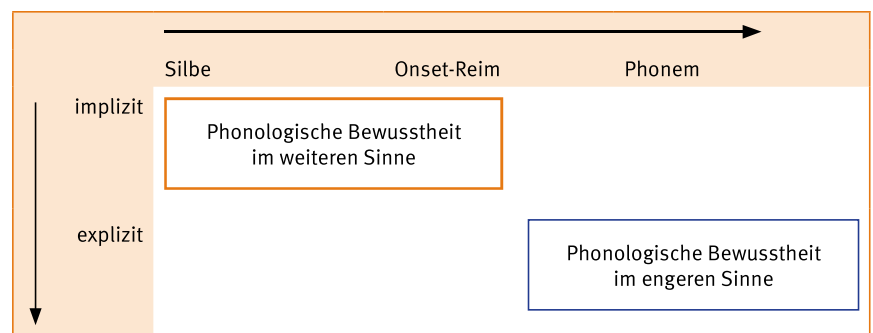 Silbe Onset-Reim Phonem
implizit
Phonologische Bewusstheit
im weiteren Sinne
explizit
Phonologische Bewusstheit
im engeren Sinne